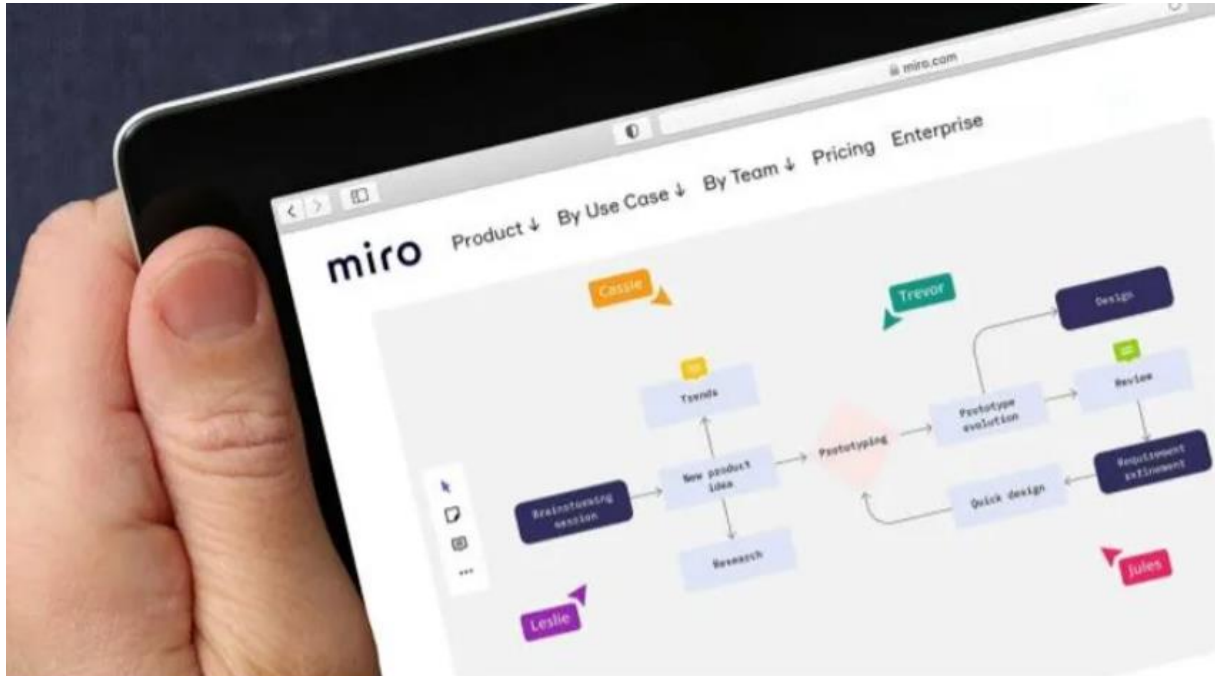 miro.com
Product ↓ By Use Case ↓ By Team ↓ Pricing Enterprise
miro
Cassie
Trevor
Design
Trends
Review
Prototype
evolution
Prototyping
New product
idea
Requirement
refinement
Brainstorming
session
Quick design
Research
Leslie
Jules